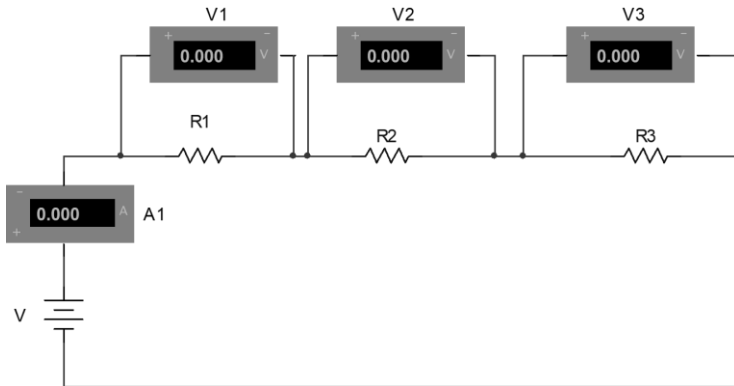 V1 V2 V3
+ - + - + -
0.000 V 0.000 V 0.000 V
R1 R2 R3
-
0.000 A A1
+
V